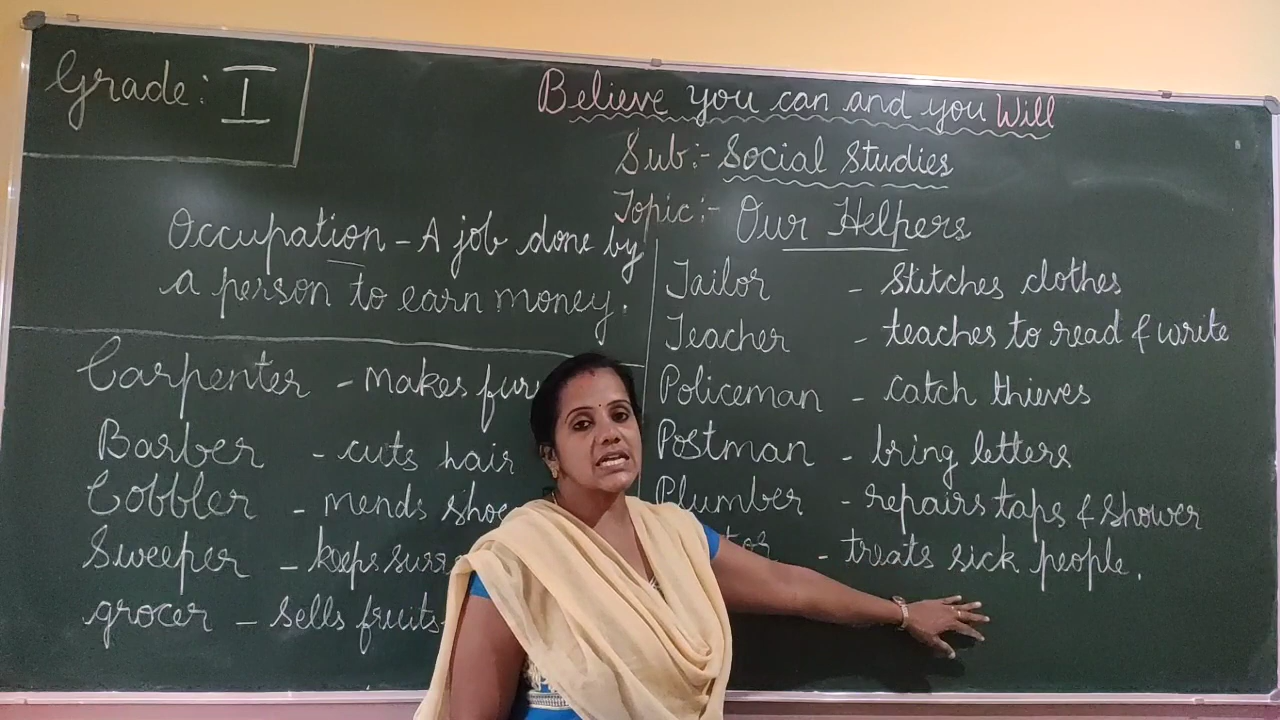 Grade: I
Believe you can and you Will
Sub:- Social Studies
Topic:- Our Helpers
Occupation - A job done by
a person to earn money.
Carpenter - makes
Barber - cuts hair
Cobbler - mends
Sweeper - keeps
grocer - sells fruits
Tailor - stitches clothes
Teacher - teaches to read & write
Policeman - catch thieves
Postman - bring letters
Plumber - repairs taps & shower
- treats sick people.